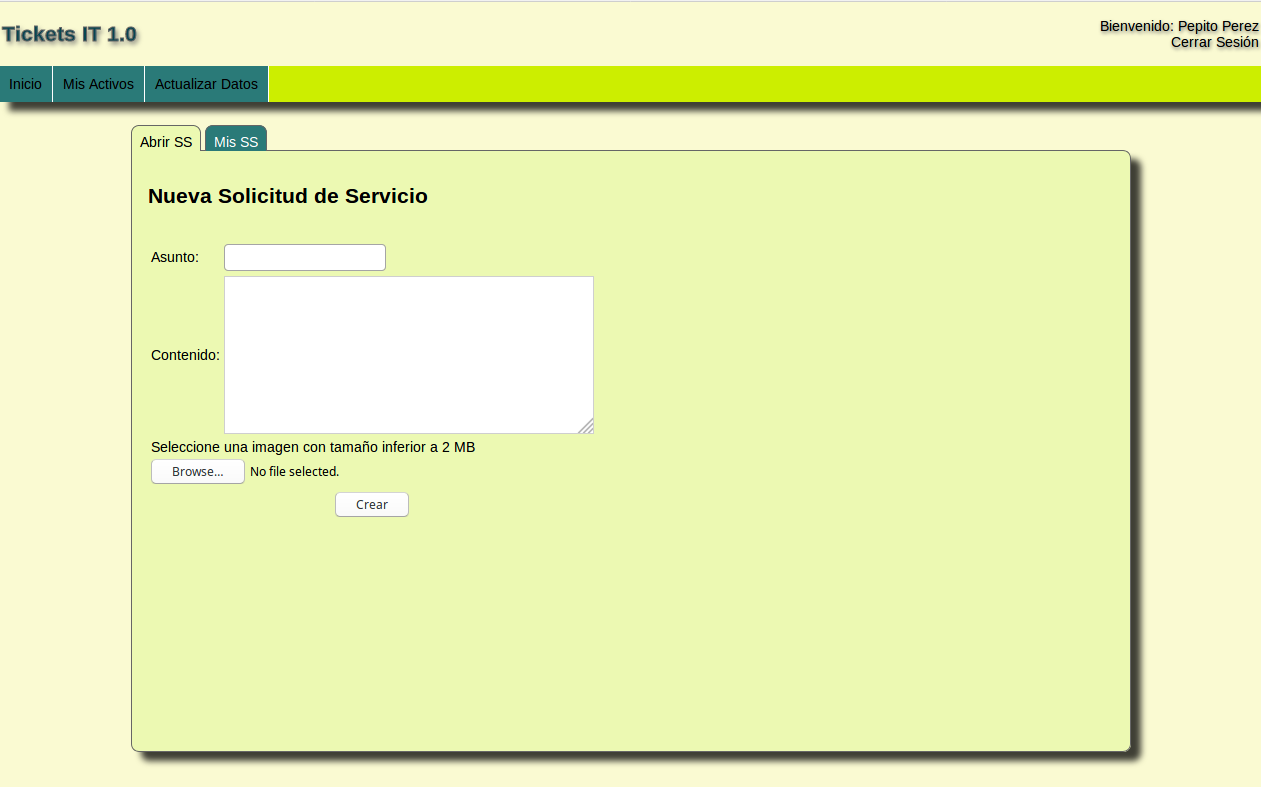 Tickets IT 1.0
Bienvenido: Pepito Perez
Cerrar Sesión
Inicio Mis Activos Actualizar Datos
Abrir SS Mis SS
Nueva Solicitud de Servicio
Asunto:
Contenido:
Seleccione una imagen con tamaño inferior a 2 MB
Browse... No file selected.
Crear